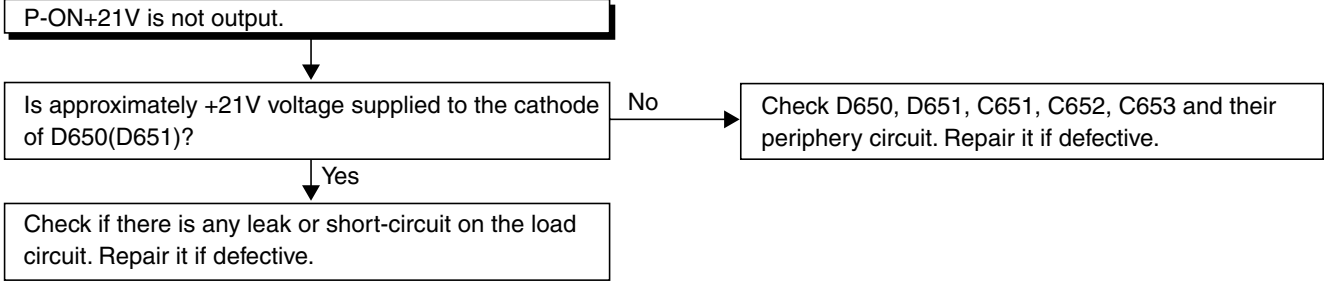 P-ON+21V is not output.
Is approximately +21V voltage supplied to the cathode
of D650(D651)?
No
Check D650, D651, C651, C652, C653 and their
periphery circuit. Repair it if defective.
Yes
Check if there is any leak or short-circuit on the load
circuit. Repair it if defective.